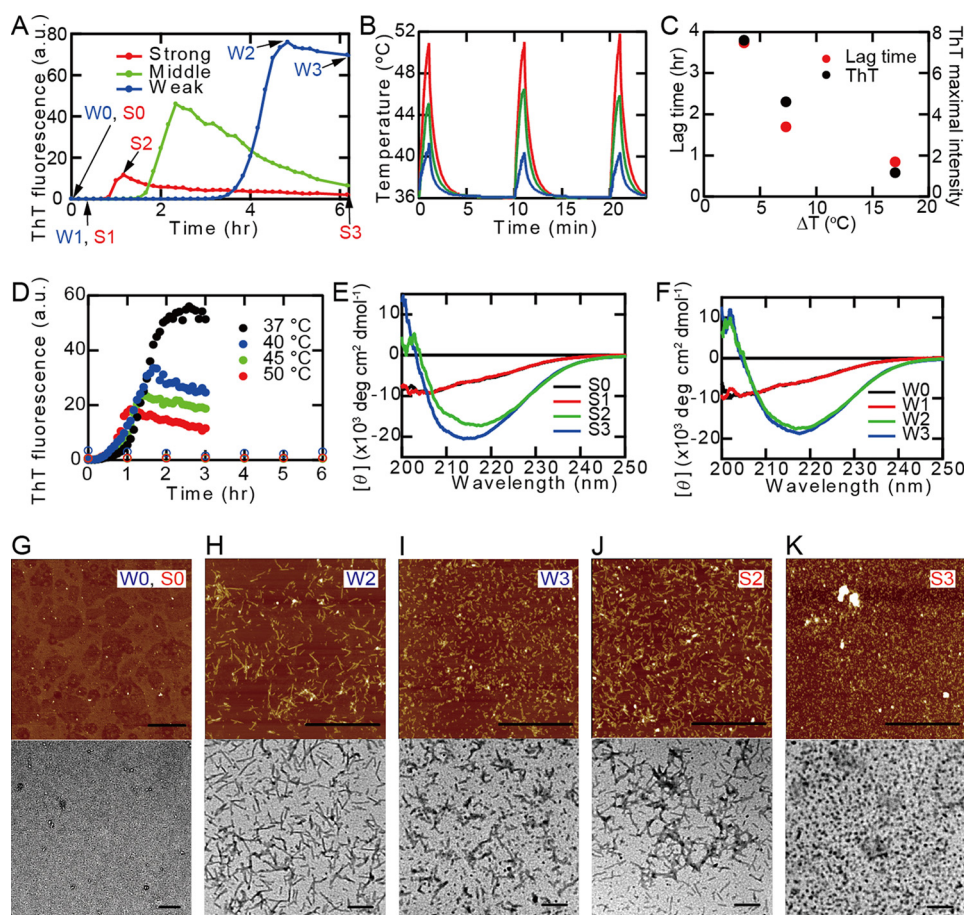 A
ThT fluorescence (a.u.)
80
60
40
20
0
0
2
4
6
Time (hr)
Strong
Middle
Weak
W0, S0
S2
W2
W3
W1, S1
S3
B
Temperature (°C)
52
48
44
40
36
0
5
10
15
20
Time (min)
C
Lag time (hr)
4
3
2
1
0
0
5
10
15
20
ΔT (°C)
Lag time
ThT
8
6
4
2
0
ThT maximal intensity
D
ThT fluorescence (a.u.)
60
40
20
0
0
1
2
3
4
5
6
Time (hr)
37 °C
40 °C
45 °C
50 °C
E
[θ] (x10³ deg cm² dmol⁻¹)
10
0
-10
-20
200
210
220
230
240
250
Wavelength (nm)
S0
S1
S2
S3
F
[θ] (x10³ deg cm² dmol⁻¹)
10
0
-10
-20
200
210
220
230
240
250
Wavelength (nm)
W0
W1
W2
W3
G
W0, S0
H
W2
I
W3
J
S2
K
S3